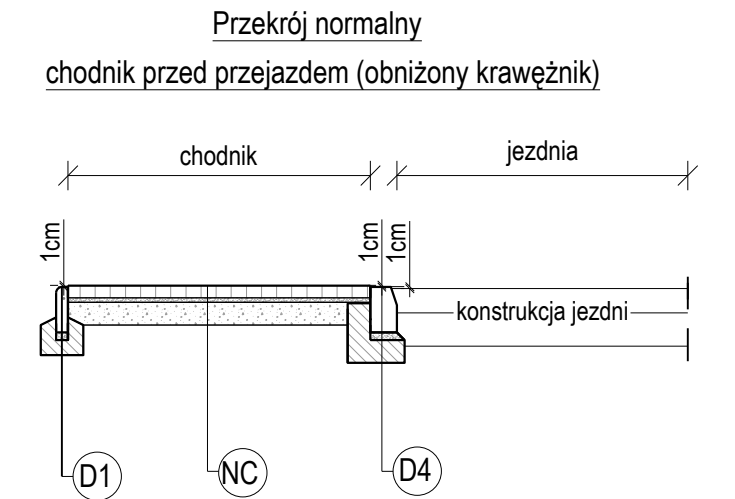 Przekrój normalny
chodnik przed przejazdem (obniżony krawężnik)
chodnik
jezdnia
1cm
1cm
1cm
konstrukcja jezdni
D1
NC
D4